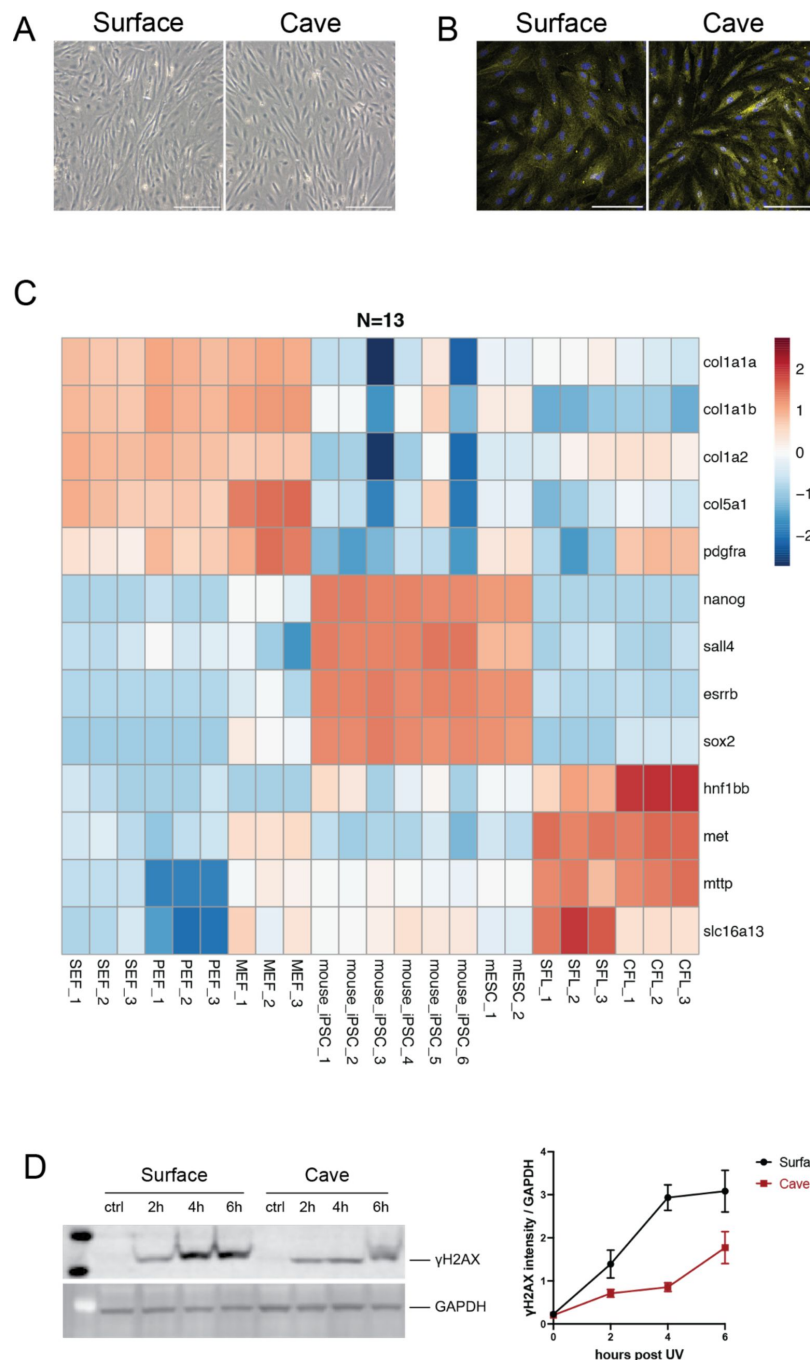 A
Surface
Cave
B
Surface
Cave
C
N=13
col1a1a
col1a1b
col1a2
col5a1
pdgfra
nanog
sall4
esrrb
sox2
hnf1bb
met
mttp
slc16a13
2
1
0
−1
−2
SEF_1
SEF_2
SEF_3
PEF_1
PEF_2
PEF_3
MEF_1
MEF_2
MEF_3
mouse_iPSC_1
mouse_iPSC_2
mouse_iPSC_3
mouse_iPSC_4
mouse_iPSC_5
mouse_iPSC_6
mESC_1
mESC_2
SFL_1
SFL_2
SFL_3
CFL_1
CFL_2
CFL_3
D
Surface
Cave
ctrl 2h 4h 6h ctrl 2h 4h 6h
γH2AX
GAPDH
γH2AX intensity / GAPDH
4
3
2
1
0
0 2 4 6
hours post UV
Surfa
Cave